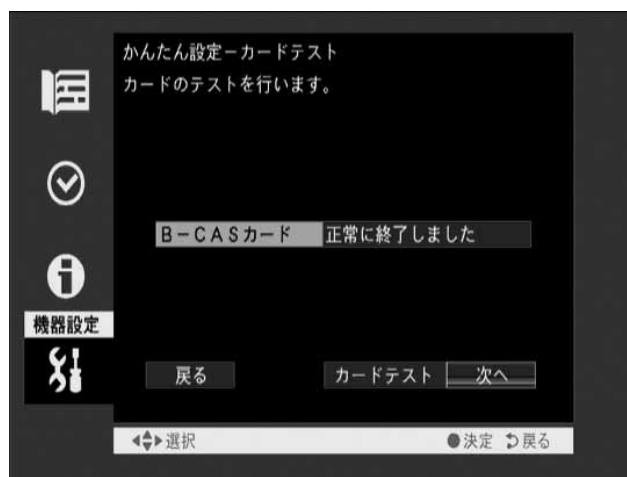 かんたん設定－カードテスト
カードのテストを行います。
B－CASカード 正常に終了しました
機器設定
戻る カードテスト 次へ
選択 決定 戻る